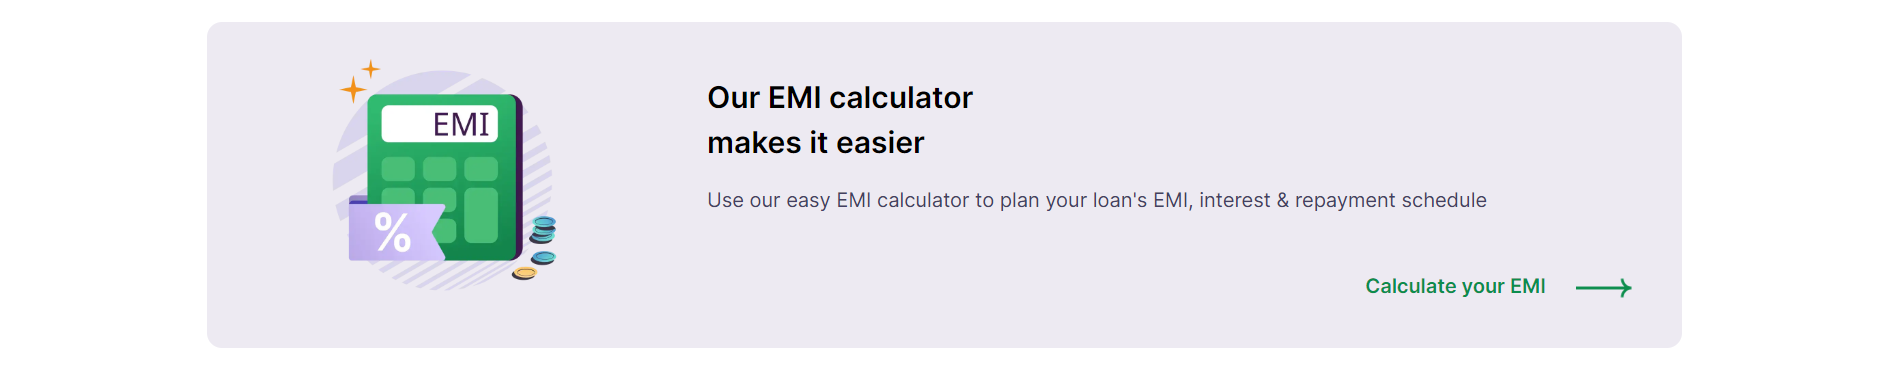 EMI
%
Our EMI calculator
makes it easier
Use our easy EMI calculator to plan your loan's EMI, interest & repayment schedule
Calculate your EMI